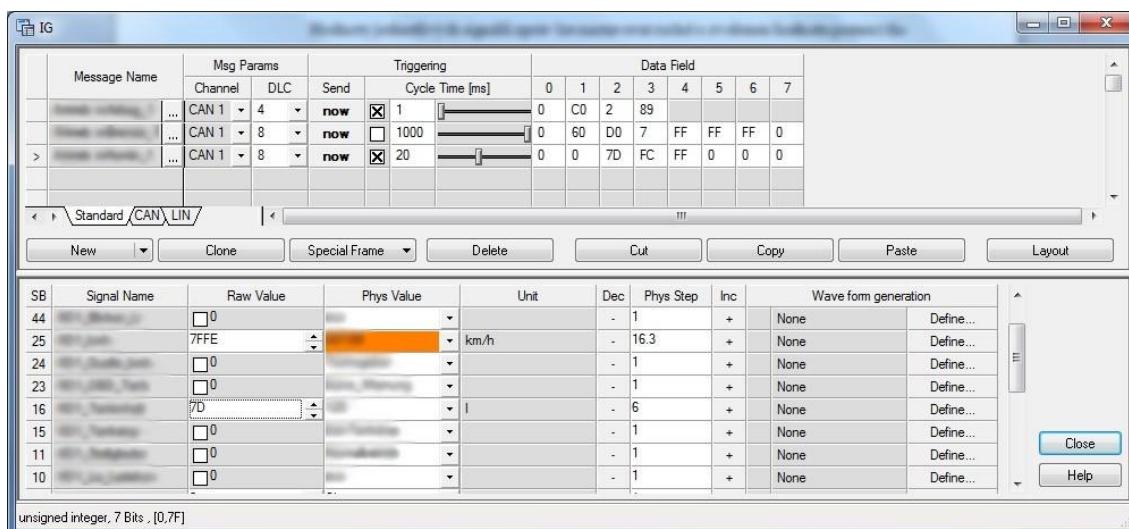 IG
Message Name Msg Params Triggering Data Field
Channel DLC Send Cycle Time [ms] 0 1 2 3 4 5 6 7
... CAN 1 4 now 1 0 C0 2 89
... CAN 1 8 now 1000 0 60 D0 7 FF FF FF 0
> ... CAN 1 8 now 20 0 0 7D FC FF 0 0 0
Standard CAN LIN
New Clone Special Frame Delete Cut Copy Paste Layout
SB Signal Name Raw Value Phys Value Unit Dec Phys Step Inc Wave form generation
44 0 - 1 + None Define...
25 7FFE km/h - 16.3 + None Define...
24 0 - 1 + None Define...
23 0 - 1 + None Define...
16 7D l - 6 + None Define...
15 0 - 1 + None Define...
11 0 - 1 + None Define...
10 0 - 1 + None Define...
Close
Help
unsigned integer, 7 Bits , [0,7F]